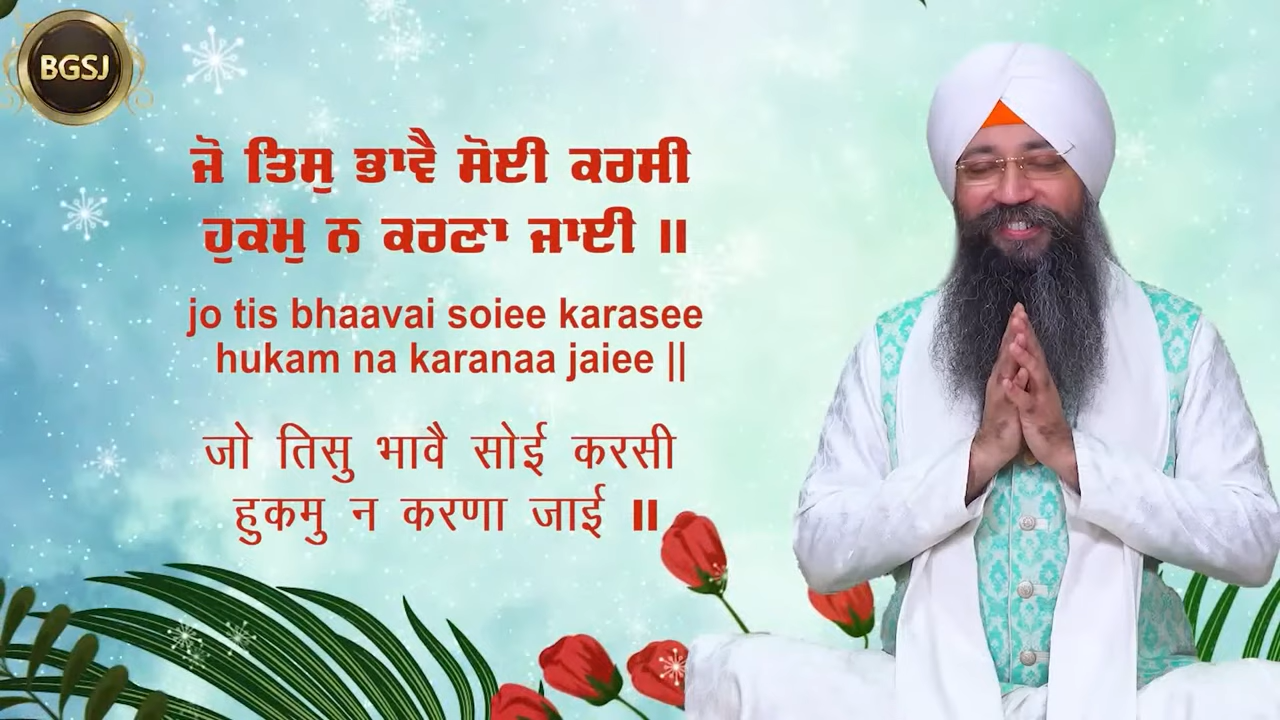 BGSJ
ਜੋ ਤਿਸੁ ਭਾਵੈ ਸੋਈ ਕਰਸੀ
ਹੁਕਮੁ ਨ ਕਰਣਾ ਜਾਈ ॥
jo tis bhaavai soiee karasee
hukam na karanaa jaiee ||
जो तिसु भावै सोई करसी
हुकमु न करणा जाई ॥